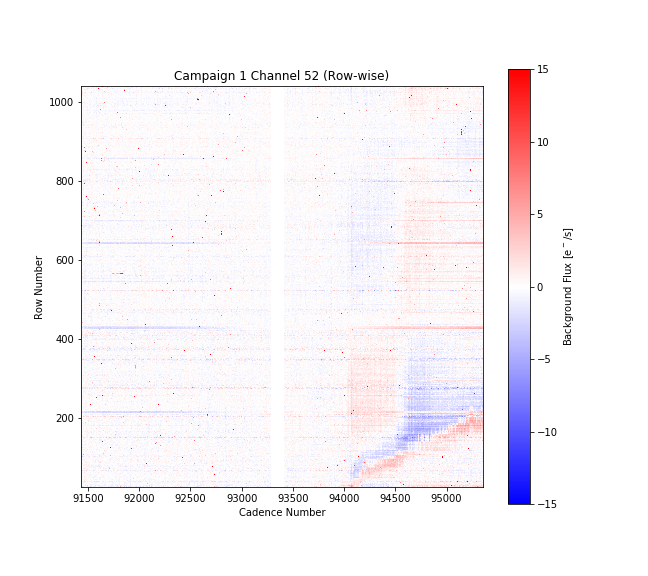 Campaign 1 Channel 52 (Row-wise)
1000
800
600
400
200
Row Number
91500 92000 92500 93000 93500 94000 94500 95000
Cadence Number
15
10
5
0
−5
−10
−15
Background Flux [e⁻/s]